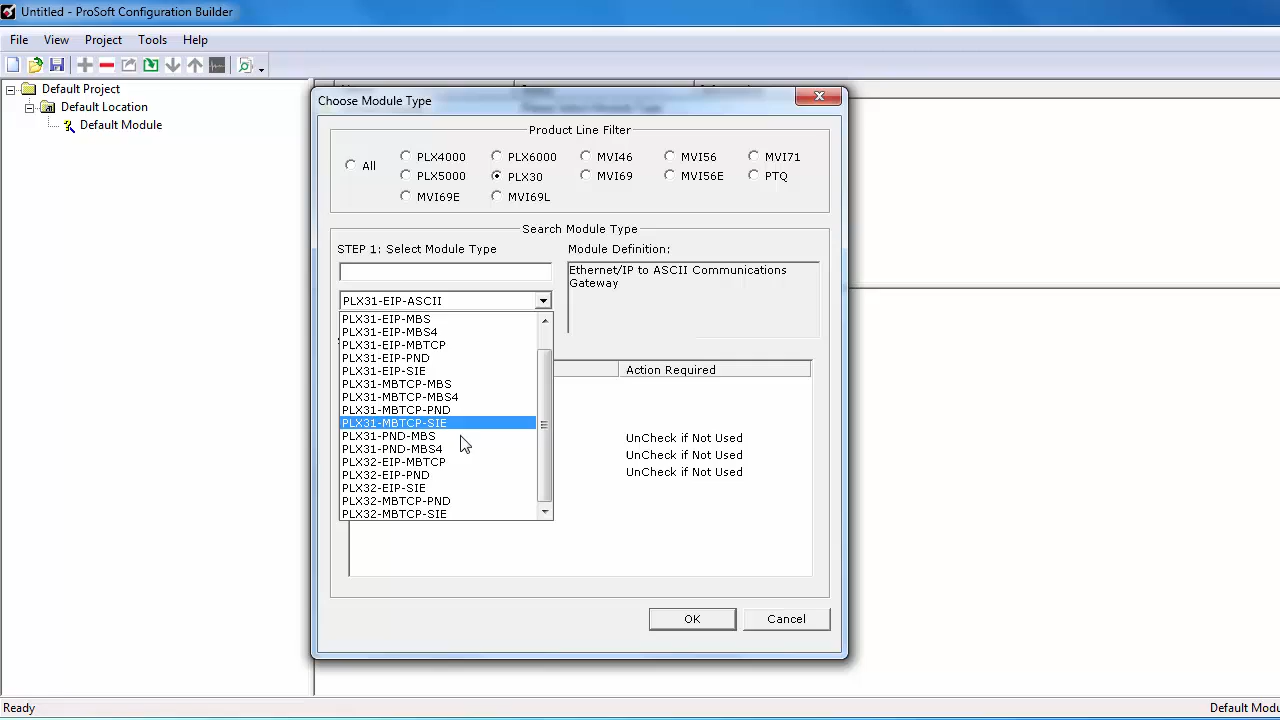 Untitled - ProSoft Configuration Builder
File View Project Tools Help
Default Project
Default Location
Default Module
Choose Module Type
Product Line Filter
All
PLX4000 PLX6000 MVI46 MVI56 MVI71
PLX5000 PLX30 MVI69 MVI56E PTQ
MVI69E MVI69L
Search Module Type
STEP 1: Select Module Type
Module Definition:
Ethernet/IP to ASCII Communications
Gateway
PLX31-EIP-ASCII
PLX31-EIP-MBS
PLX31-EIP-MBS4
PLX31-EIP-MBTCP
PLX31-EIP-PND
PLX31-EIP-SIE
PLX31-MBTCP-MBS
PLX31-MBTCP-MBS4
PLX31-MBTCP-PND
PLX31-MBTCP-SIE
PLX31-PND-MBS
PLX31-PND-MBS4
PLX32-EIP-MBTCP
PLX32-EIP-PND
PLX32-EIP-SIE
PLX32-MBTCP-PND
PLX32-MBTCP-SIE
Action Required
UnCheck if Not Used
UnCheck if Not Used
UnCheck if Not Used
OK Cancel
Ready
Default